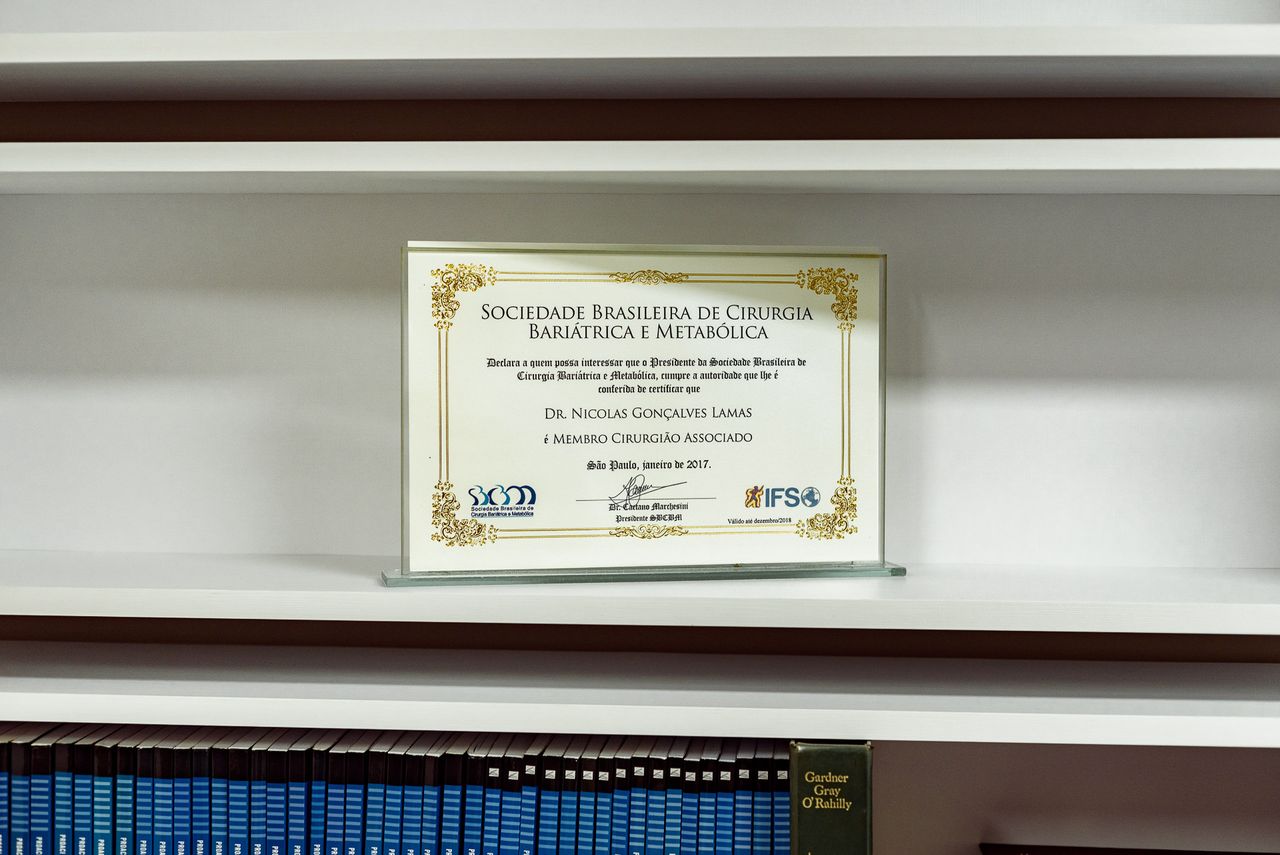 SOCIEDADE BRASILEIRA DE CIRURGIA
BARIÁTRICA E METABÓLICA
Declara a quem possa interessar que o Presidente da Sociedade Brasileira de
Cirurgia Bariátrica e Metabólica, cumpre a autoridade que lhe é
conferida de certificar que
DR. NICOLAS GONÇALVES LAMAS
é MEMBRO CIRURGIÃO ASSOCIADO
São Paulo, janeiro de 2017.
SBCBM
Sociedade Brasileira de
Cirurgia Bariátrica e Metabólica
Dr. Caetano Marchesini
Presidente SBCBM
IFSO
Válido até dezembro/2018
Gardner
Gray
O'Rahilly